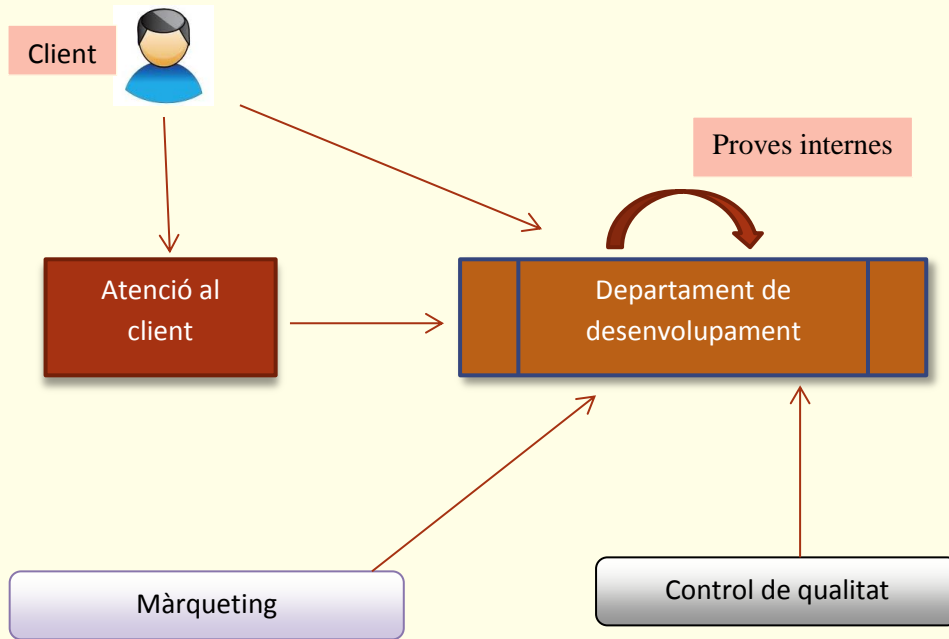 Client
Proves internes
Atenció al
client
Departament de
desenvolupament
Màrqueting
Control de qualitat